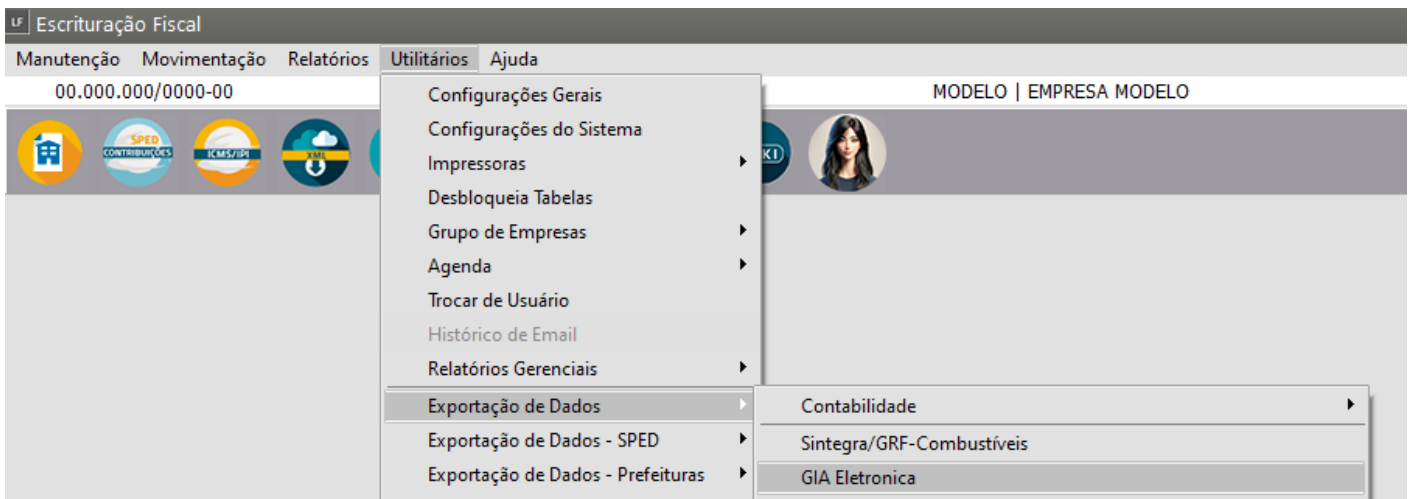 LF Escrituração Fiscal
Manutenção Movimentação Relatórios Utilitários Ajuda
00.000.000/0000-00 MODELO | EMPRESA MODELO
SPED
CONTRIBUIÇÕES
ICMS/IPI
XML
KI
Configurações Gerais
Configurações do Sistema
Impressoras
Desbloqueia Tabelas
Grupo de Empresas
Agenda
Trocar de Usuário
Histórico de Email
Relatórios Gerenciais
Exportação de Dados Contabilidade
Exportação de Dados - SPED Sintegra/GRF-Combustíveis
Exportação de Dados - Prefeituras GIA Eletronica